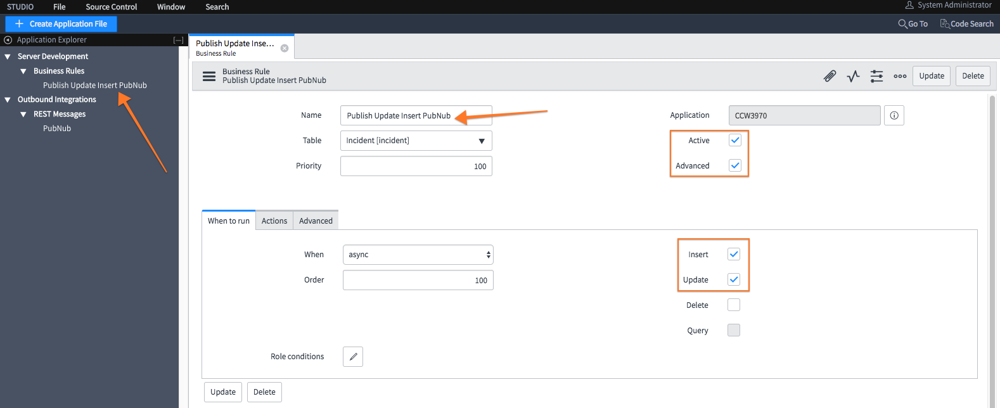 STUDIO File Source Control Window Search System Administrator
Create Application File Go To Code Search
Application Explorer [—]
Server Development
Business Rules
Publish Update Insert PubNub
Outbound Integrations
REST Messages
PubNub
Publish Update Inse...
Business Rule
Business Rule
Publish Update Insert PubNub
Update Delete
Name Publish Update Insert PubNub Application CCW3970
Table Incident [incident] Active
Priority 100 Advanced
When to run Actions Advanced
When async Insert
Order 100 Update
Delete
Query
Role conditions
Update Delete